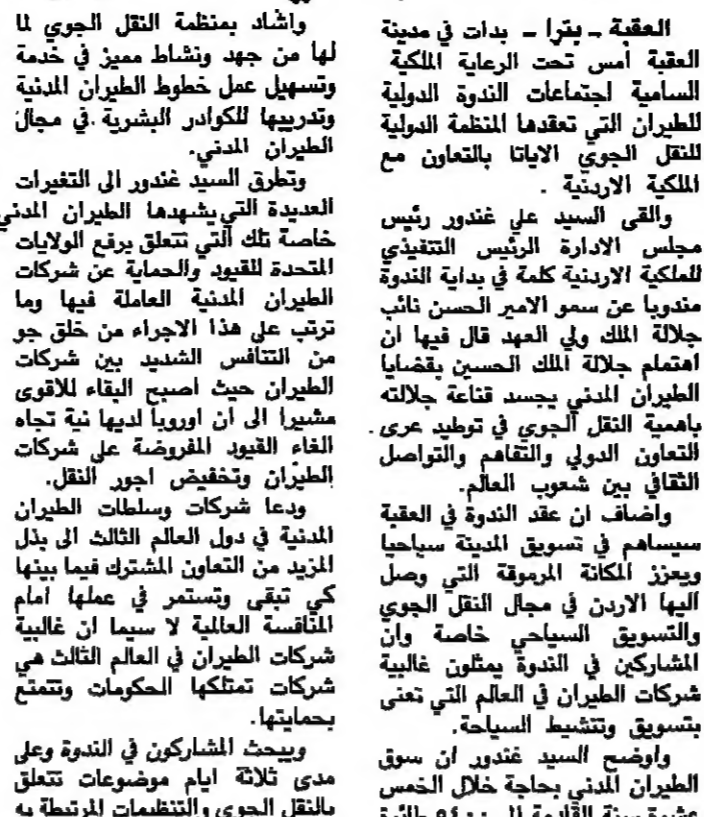 العقبة ـ بترا ـ بدات في مدينة
العقبة أمس تحت الرعاية الملكية
السامية اجتماعات الندوة الدولية
للطيران التي تعقدها المنظمة الدولية
للنقل الجوي الاياتا بالتعاون مع
الملكية الاردنية .
والقى السيد علي غندور رئيس
مجلس الادارة الرئيس التنفيذي
للملكية الاردنية كلمة في بداية الندوة
مندوبا عن سمو الامير الحسن نائب
جلالة الملك ولي العهد قال فيها ان
اهتمام جلالة الملك الحسين بقضايا
الطيران المدني يجسد قناعة جلالته
باهمية النقل الجوي في توطيد عرى
التعاون الدولي والتفاهم والتواصل
الثقافي بين شعوب العالم.
واضاف ان عقد الندوة في العقبة
سيساهم في تسويق المدينة سياحيا
ويعزز المكانة المرموقة التي وصل
اليها الاردن في مجال النقل الجوي
والتسويق السياحي خاصة وان
المشاركين في الندوة يمثلون غالبية
شركات الطيران في العالم التي تعنى
بتسويق وتنشيط السياحة.
واوضح السيد غندور ان سوق
الطيران المدني بحاجة خلال الخمس
عشرة سنة القادمة الى طائرة
واشاد بمنظمة النقل الجوي لما
لها من جهد ونشاط مميز في خدمة
وتسهيل عمل خطوط الطيران المدنية
وتدريبها للكوادر البشرية في مجال
الطيران المدني.
وتطرق السيد غندور الى التغيرات
العديدة التي يشهدها الطيران المدني
خاصة تلك التي تتعلق برفع الولايات
المتحدة للقيود والحماية عن شركات
الطيران المدنية العاملة فيها وما
ترتب على هذا الاجراء من خلق جو
من التنافس الشديد بين شركات
الطيران حيث اصبح البقاء للاقوى
مشيرا الى ان اوروبا لديها نية تجاه
الغاء القيود المفروضة على شركات
الطيران وتخفيض اجور النقل.
ودعا شركات وسلطات الطيران
المدنية في دول العالم الثالث الى بذل
المزيد من التعاون المشترك فيما بينها
كي تبقى وتستمر في عملها امام
المنافسة العالمية لا سيما ان غالبية
شركات الطيران في العالم الثالث هي
شركات تمتلكها الحكومات وتتمتع
بحمايتها.
ويبحث المشاركون في الندوة وعلى
مدى ثلاثة ايام موضوعات تتعلق
بالنقل الجوي والتنظيمات المرتبطة به